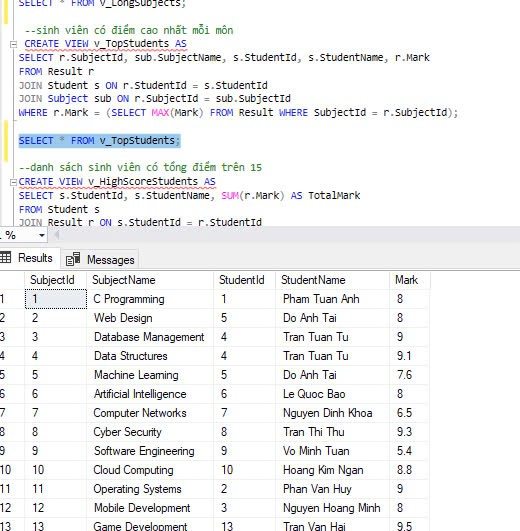 SELECT * FROM v_LongSubjects;
--sinh viên có điểm cao nhất mỗi môn
CREATE VIEW v_TopStudents AS
SELECT r.SubjectId, sub.SubjectName, s.StudentId, s.StudentName, r.Mark
FROM Result r
JOIN Student s ON r.StudentId = s.StudentId
JOIN Subject sub ON r.SubjectId = sub.SubjectId
WHERE r.Mark = (SELECT MAX(Mark) FROM Result WHERE SubjectId = r.SubjectId);
SELECT * FROM v_TopStudents;
--danh sách sinh viên có tổng điểm trên 15
CREATE VIEW v_HighScoreStudents AS
SELECT s.StudentId, s.StudentName, SUM(r.Mark) AS TotalMark
FROM Student s
JOIN Result r ON s.StudentId = r.StudentId
%
Results Messages
SubjectId SubjectName StudentId StudentName Mark
1 1 C Programming 1 Pham Tuan Anh 8
2 2 Web Design 5 Do Anh Tai 8
3 3 Database Management 4 Tran Tuan Tu 9
4 4 Data Structures 4 Tran Tuan Tu 9.1
5 5 Machine Learning 5 Do Anh Tai 7.6
6 6 Artificial Intelligence 6 Le Quoc Bao 8
7 7 Computer Networks 7 Nguyen Dinh Khoa 6.5
8 8 Cyber Security 8 Tran Thi Thu 9.3
9 9 Software Engineering 9 Vo Minh Tuan 5.4
10 10 Cloud Computing 10 Hoang Kim Ngan 8.8
11 11 Operating Systems 2 Phan Van Huy 9
12 12 Mobile Development 3 Nguyen Hoang Minh 8
13 13 Game Development 13 Tran Van Hai 9.5